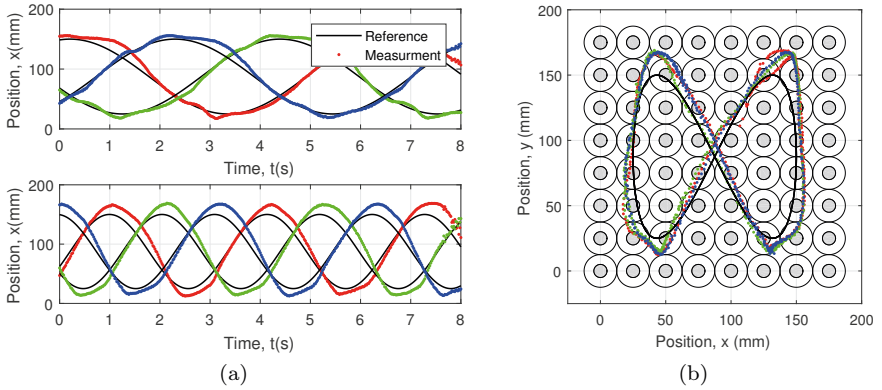 200
100
0
Position, x(mm)
0 1 2 3 4 5 6 7 8
Time, t(s)
Reference
Measurment
200
100
0
Position, x(mm)
0 1 2 3 4 5 6 7 8
Time, t(s)
(a)
200
150
100
50
0
Position, y (mm)
0 50 100 150 200
Position, x (mm)
(b)